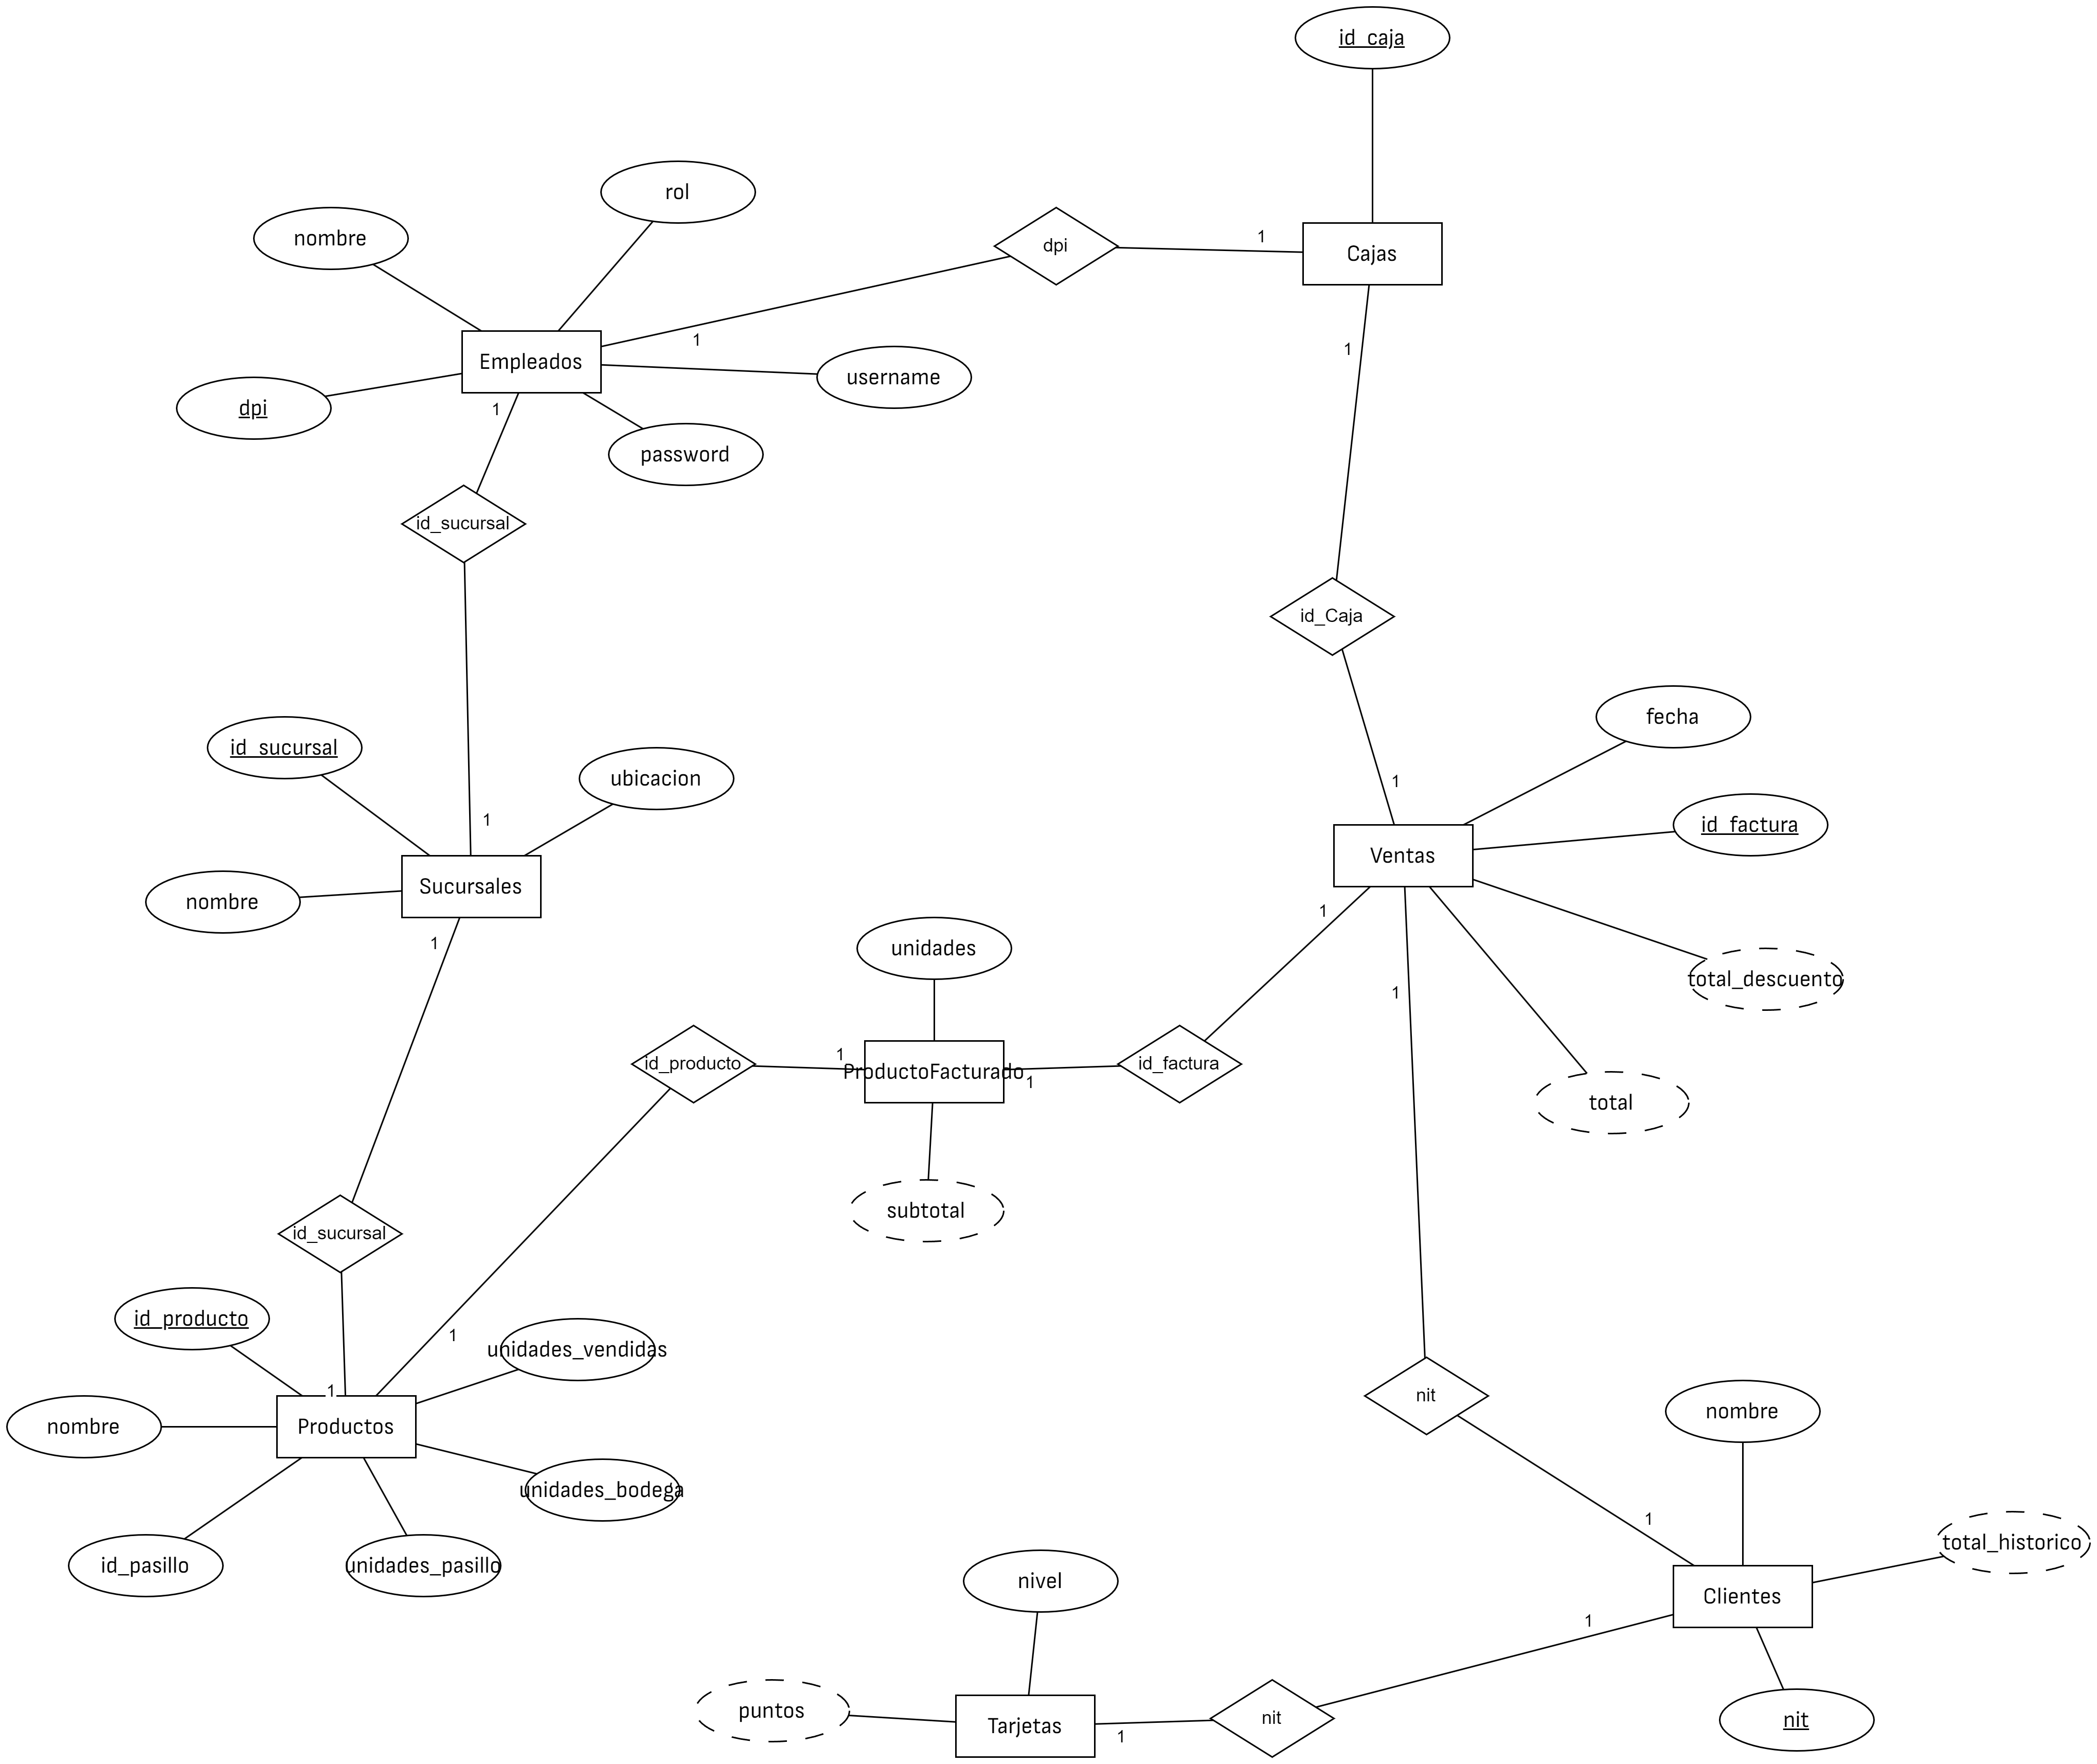 id_caja
rol
nombre
dpi
1
Cajas
1
1
Empleados
username
dpi
1
password
id_sucursal
id_Caja
fecha
id_sucursal
ubicacion
1
1
id_factura
Ventas
Sucursales
nombre
1
1
unidades
total_descuento
1
id_producto
1
ProductoFacturado
1
id_factura
total
subtotal
id_sucursal
id_producto
1
unidades_vendidas
1
nit
nombre
Productos
nombre
unidades_bodega
1
total_historico
id_pasillo
unidades_pasillo
nivel
Clientes
1
puntos
Tarjetas
1
nit
nit